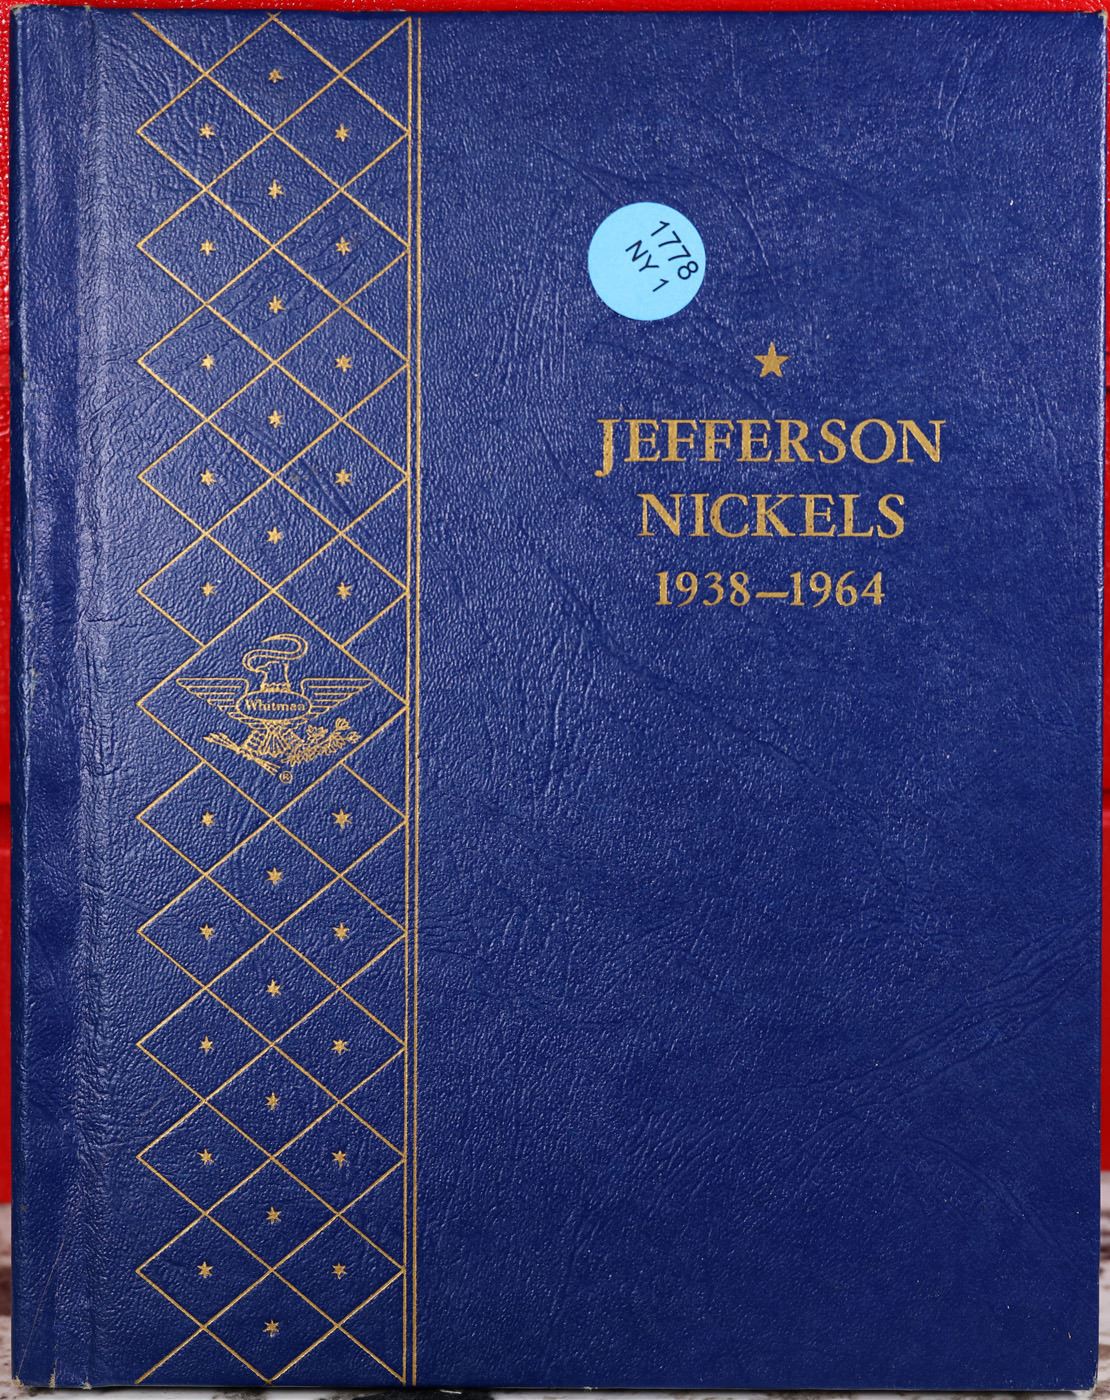 1778
NY 1
JEFFERSON
NICKELS
1938–1964
Whitman
®